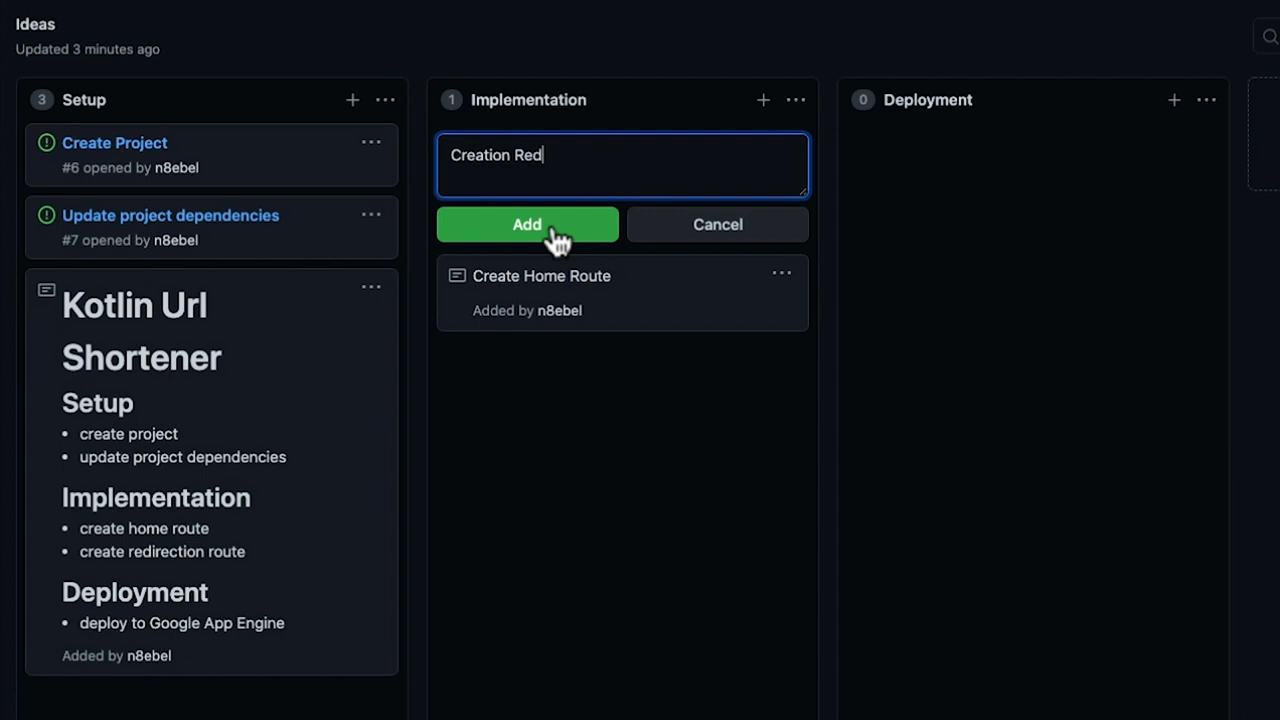 Ideas
Updated 3 minutes ago
3 Setup
Create Project
#6 opened by n8ebel
Update project dependencies
#7 opened by n8ebel
Kotlin Url
Shortener
Setup
• create project
• update project dependencies
Implementation
• create home route
• create redirection route
Deployment
• deploy to Google App Engine
Added by n8ebel
1 Implementation
Creation Red
Add Cancel
Create Home Route
Added by n8ebel
0 Deployment